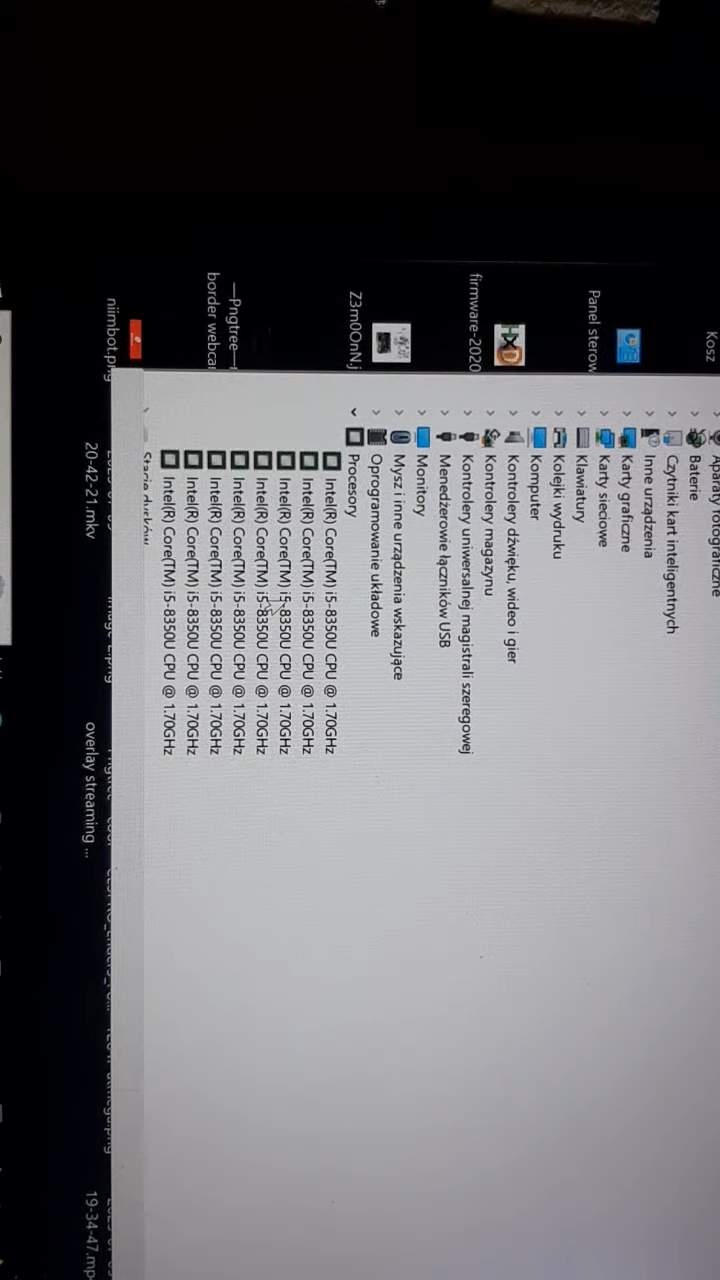 Kosz
Panel sterow
firmware-2020
Z3m0OnN.j
border webca
niimbot.png
Aparaty fotograficzne
Baterie
Czytniki kart inteligentnych
Inne urządzenia
Karty graficzne
Karty sieciowe
Klawiatury
Kolejki wydruku
Komputer
Kontrolery dźwięku, wideo i gier
Kontrolery magazynu
Kontrolery uniwersalnej magistrali szeregowej
Menedżerowie łączników USB
Monitory
Mysz i inne urządzenia wskazujące
Oprogramowanie układowe
Procesory
Intel(R) Core(TM) i5-8350U CPU @ 1.70GHz
Intel(R) Core(TM) i5-8350U CPU @ 1.70GHz
Intel(R) Core(TM) i5-8350U CPU @ 1.70GHz
Intel(R) Core(TM) i5-8350U CPU @ 1.70GHz
Intel(R) Core(TM) i5-8350U CPU @ 1.70GHz
Intel(R) Core(TM) i5-8350U CPU @ 1.70GHz
Intel(R) Core(TM) i5-8350U CPU @ 1.70GHz
Intel(R) Core(TM) i5-8350U CPU @ 1.70GHz
Stacje dysków
20-42-21.mkv
overlay streaming ...
19-34-47.mp